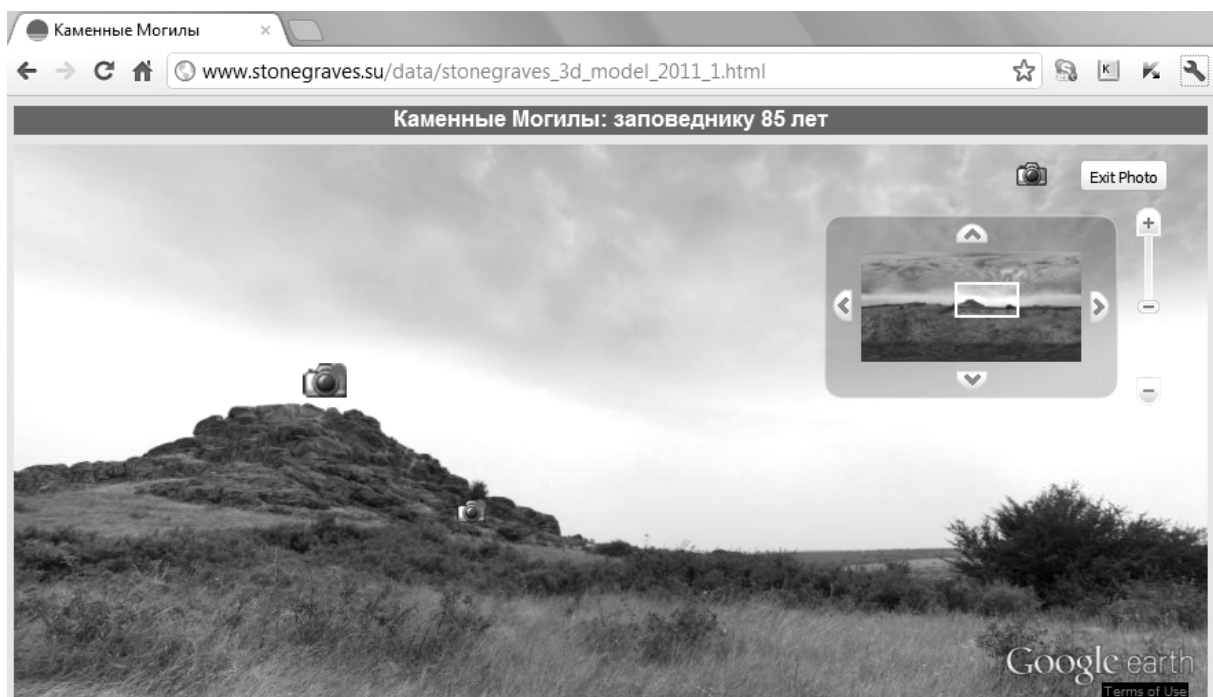 Каменные Могилы
www.stonegraves.su/data/stonegraves_3d_model_2011_1.html
Каменные Могилы: заповеднику 85 лет
Exit Photo
Google earth
Terms of Use